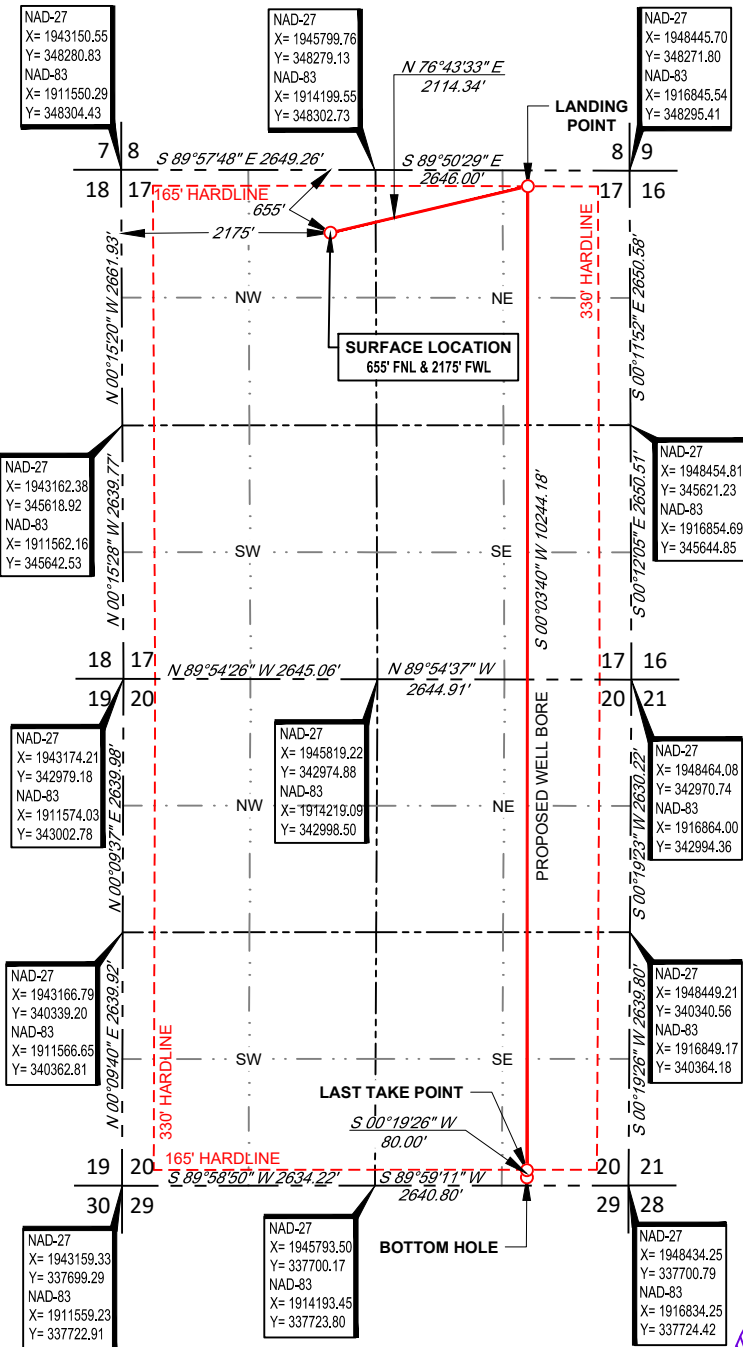 NAD-27
X= 1943150.55
Y= 348280.83
NAD-83
X= 1911550.29
Y= 348304.43
NAD-27
X= 1945799.76
Y= 348279.13
NAD-83
X= 1914199.55
Y= 348302.73
NAD-27
X= 1948445.70
Y= 348271.80
NAD-83
X= 1916845.54
Y= 348295.41
N 76°43'33" E
2114.34'
LANDING
POINT
7 8
18 17
S 89°57'48" E 2649.26'
S 89°50'29" E
2646.00'
8 9
17 16
165' HARDLINE
655'
2175'
330' HARDLINE
N 00°15'20" W 2661.93'
S 00°11'52" E 2650.58'
NW
NE
SURFACE LOCATION
655' FNL & 2175' FWL
NAD-27
X= 1943162.38
Y= 345618.92
NAD-83
X= 1911562.16
Y= 345642.53
NAD-27
X= 1948454.81
Y= 345621.23
NAD-83
X= 1916854.69
Y= 345644.85
N 00°15'28" W 2639.77'
S 00°12'05" E 2650.51'
S 00°03'40" W 10244.18'
SW
SE
18 17
19 20
N 89°54'26" W 2645.06'
N 89°54'37" W
2644.91'
17 16
20 21
NAD-27
X= 1943174.21
Y= 342979.18
NAD-83
X= 1911574.03
Y= 343002.78
NAD-27
X= 1945819.22
Y= 342974.88
NAD-83
X= 1914219.09
Y= 342998.50
NAD-27
X= 1948464.08
Y= 342970.74
NAD-83
X= 1916864.00
Y= 342994.36
N 00°09'37" E 2639.98'
S 00°19'23" W 2630.22'
PROPOSED WELL BORE
NW
NE
NAD-27
X= 1943166.79
Y= 340339.20
NAD-83
X= 1911566.65
Y= 340362.81
NAD-27
X= 1948449.21
Y= 340340.56
NAD-83
X= 1916849.17
Y= 340364.18
N 00°09'40" E 2639.92'
S 00°19'26" W 2639.80'
SW
SE
330' HARDLINE
LAST TAKE POINT
S 00°19'26" W
80.00'
165' HARDLINE
19 20
30 29
S 89°58'50" W 2634.22'
S 89°59'11" W
2640.80'
20 21
29 28
BOTTOM HOLE
NAD-27
X= 1943159.33
Y= 337699.29
NAD-83
X= 1911559.23
Y= 337722.91
NAD-27
X= 1945793.50
Y= 337700.17
NAD-83
X= 1914193.45
Y= 337723.80
NAD-27
X= 1948434.25
Y= 337700.79
NAD-83
X= 1916834.25
Y= 337724.42